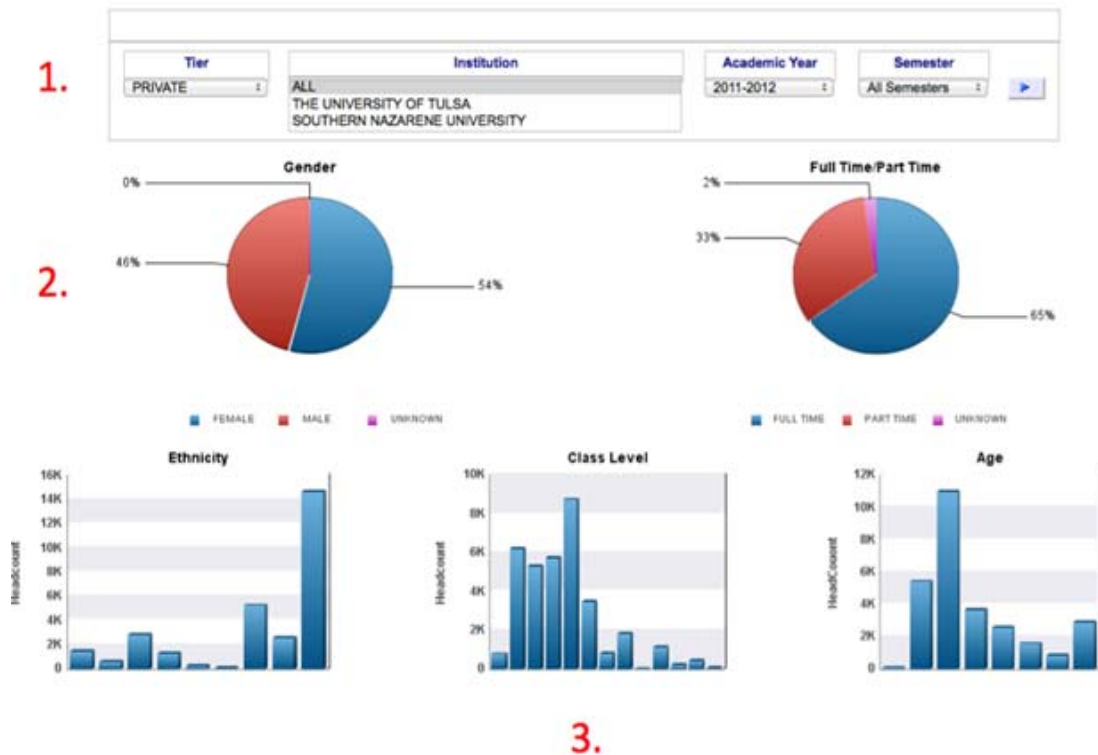 1.
Tier Institution Academic Year Semester
PRIVATE ALL 2011-2012 All Semesters
THE UNIVERSITY OF TULSA
SOUTHERN NAZARENE UNIVERSITY
2.
Gender
0%
46%
54%
FEMALE MALE UNKNOWN
Full Time/Part Time
2%
33%
65%
FULL TIME PART TIME UNKNOWN
Ethnicity
Headcount
16K
14K
12K
10K
8K
6K
4K
2K
0
Class Level
Headcount
10K
8K
6K
4K
2K
0
Age
HeadCount
12K
10K
8K
6K
4K
2K
0
3.